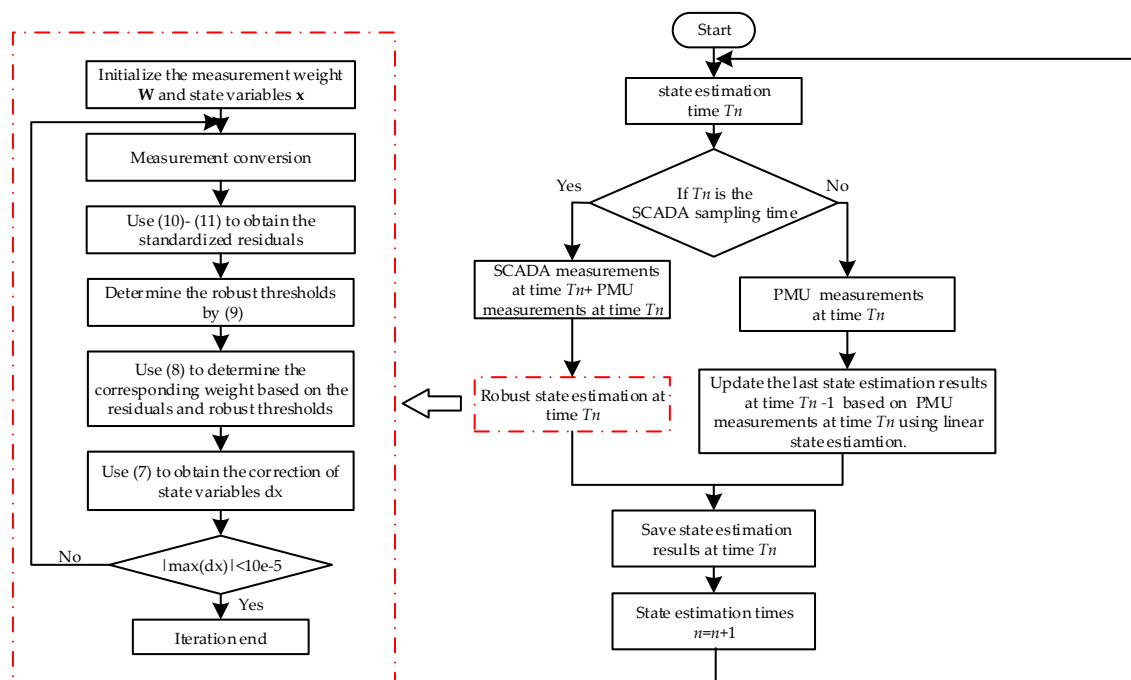 Initialize the measurement weight
W and state variables x
Measurement conversion
Use (10)- (11) to obtain the
standardized residuals
Determine the robust thresholds
by (9)
Use (8) to determine the
corresponding weight based on the
residuals and robust thresholds
Use (7) to obtain the correction of
state variables dx
No
|max(dx)|<10e-5
Yes
Iteration end
Start
state estimation
time Tn
Yes
If Tn is the
SCADA sampling time
No
SCADA measurements
at time Tn+ PMU
measurements at time Tn
PMU measurements
at time Tn
Robust state estimation at
time Tn
Update the last state estimation results
at time Tn -1 based on PMU
measurements at time Tn using linear
state estiamtion.
Save state estimation
results at time Tn
State estimation times
n=n+1